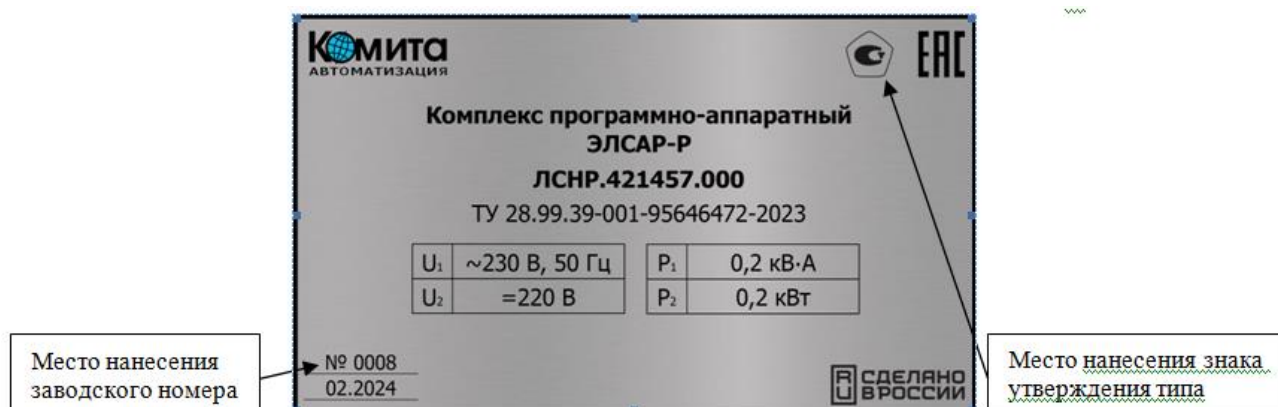 Комита
АВТОМАТИЗАЦИЯ
ЕАС
Комплекс программно-аппаратный
ЭЛСАР-Р
ЛСНР.421457.000
ТУ 28.99.39-001-95646472-2023
U₁ ~230 В, 50 Гц P₁ 0,2 кВ·А
U₂ =220 В P₂ 0,2 кВт
Место нанесения
заводского номера
№ 0008
02.2024
RU СДЕЛАНО
В РОССИИ
Место нанесения знака
утверждения типа